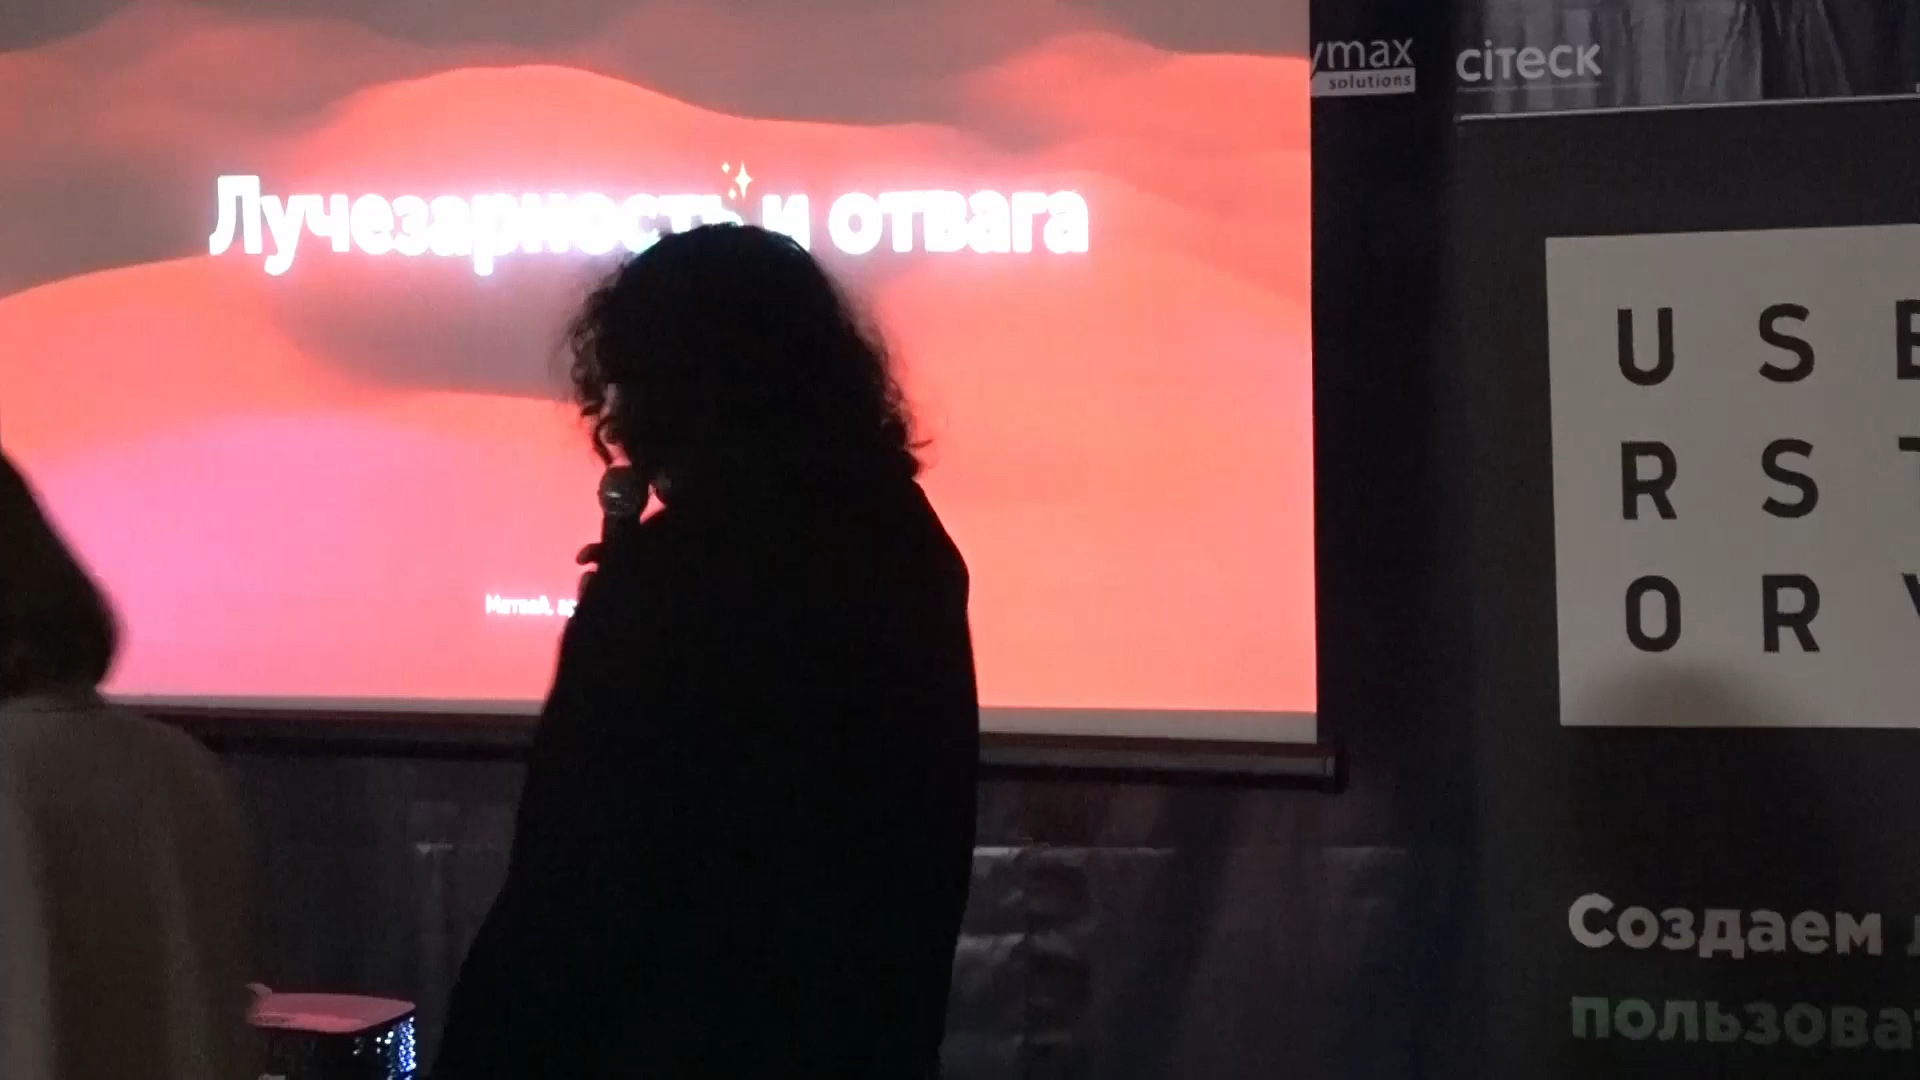 Лучезарность и отвага
ymax
solutions
citeck
U S E
R S T
O R Y
Создаем
пользоват